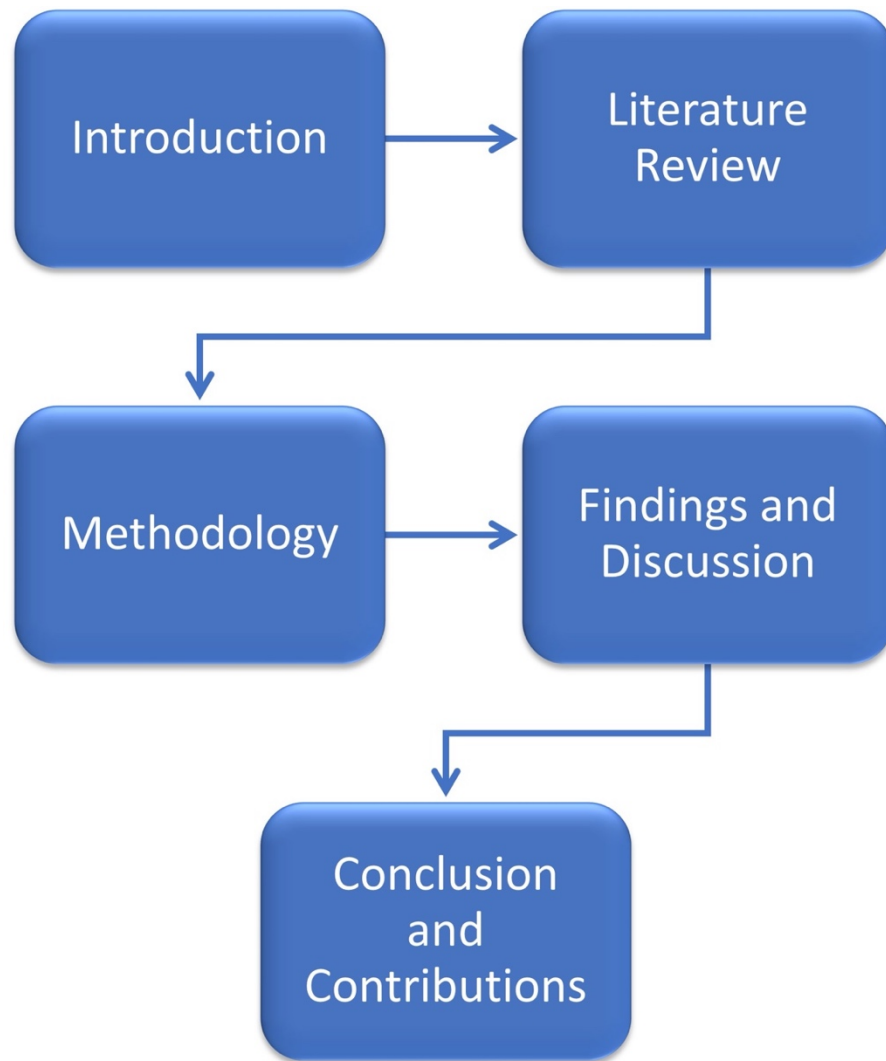 Introduction
Literature
Review
Methodology
Findings and
Discussion
Conclusion
and
Contributions